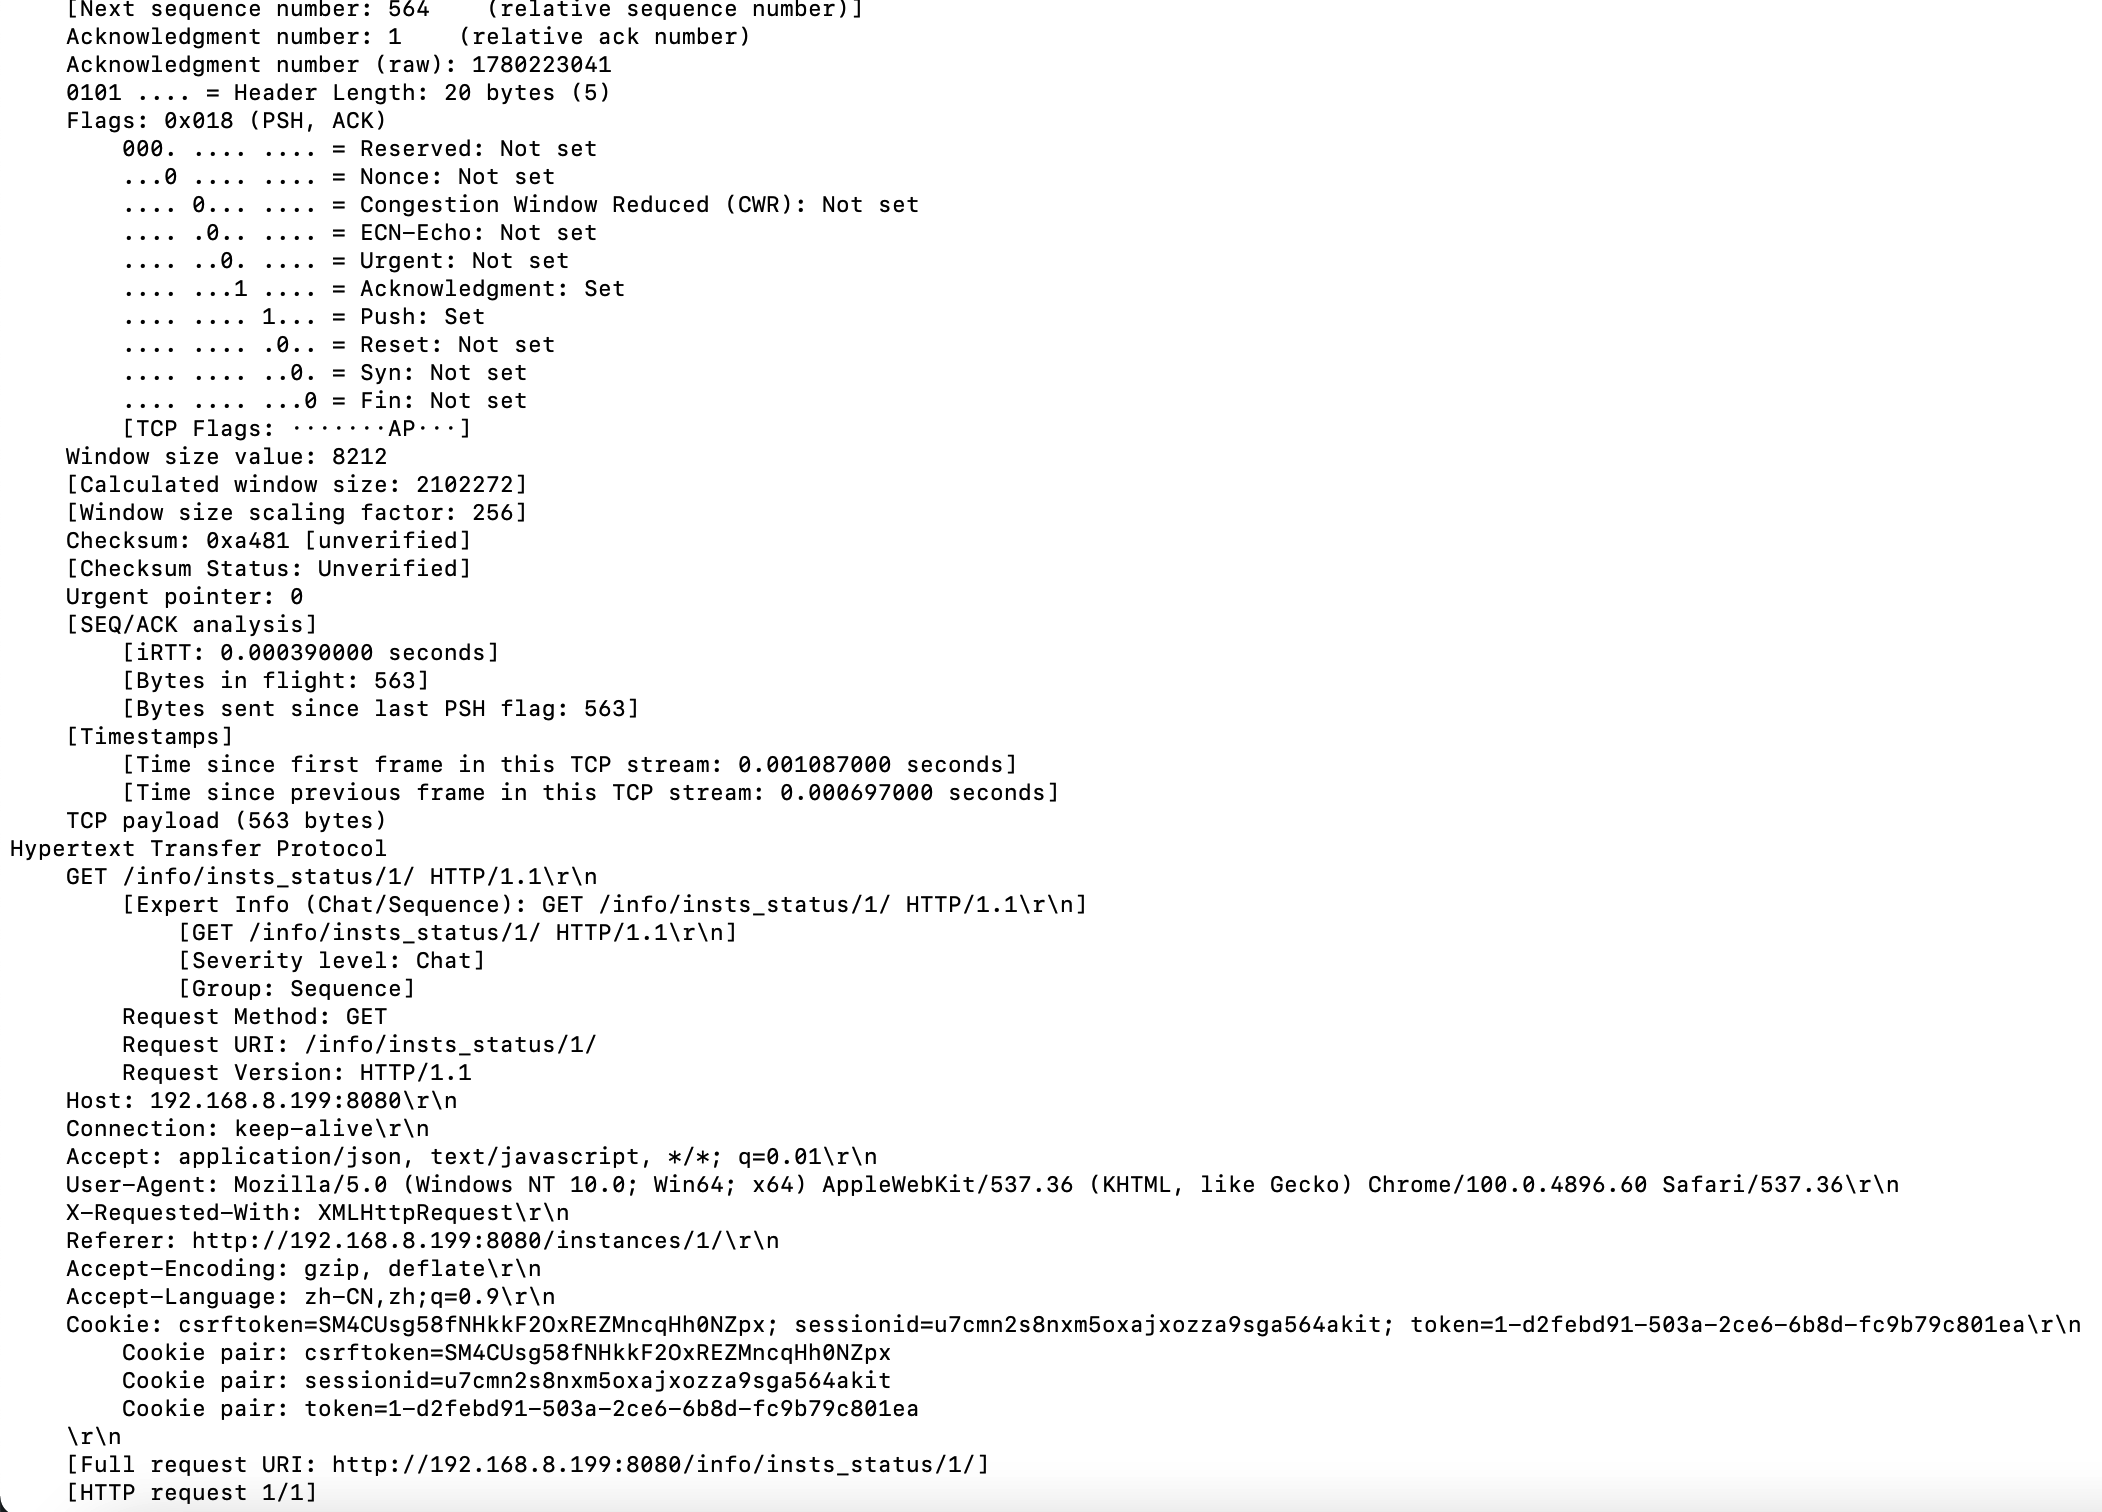 [Next sequence number: 564    (relative sequence number)]
Acknowledgment number: 1    (relative ack number)
Acknowledgment number (raw): 1780223041
0101 .... = Header Length: 20 bytes (5)
Flags: 0x018 (PSH, ACK)
000. .... .... = Reserved: Not set
...0 .... .... = Nonce: Not set
.... 0... .... = Congestion Window Reduced (CWR): Not set
.... .0.. .... = ECN-Echo: Not set
.... ..0. .... = Urgent: Not set
.... ...1 .... = Acknowledgment: Set
.... .... 1... = Push: Set
.... .... .0.. = Reset: Not set
.... .... ..0. = Syn: Not set
.... .... ...0 = Fin: Not set
[TCP Flags: ·······AP···]
Window size value: 8212
[Calculated window size: 2102272]
[Window size scaling factor: 256]
Checksum: 0xa481 [unverified]
[Checksum Status: Unverified]
Urgent pointer: 0
[SEQ/ACK analysis]
[iRTT: 0.000390000 seconds]
[Bytes in flight: 563]
[Bytes sent since last PSH flag: 563]
[Timestamps]
[Time since first frame in this TCP stream: 0.001087000 seconds]
[Time since previous frame in this TCP stream: 0.000697000 seconds]
TCP payload (563 bytes)
Hypertext Transfer Protocol
GET /info/insts_status/1/ HTTP/1.1\r\n
[Expert Info (Chat/Sequence): GET /info/insts_status/1/ HTTP/1.1\r\n]
[GET /info/insts_status/1/ HTTP/1.1\r\n]
[Severity level: Chat]
[Group: Sequence]
Request Method: GET
Request URI: /info/insts_status/1/
Request Version: HTTP/1.1
Host: 192.168.8.199:8080\r\n
Connection: keep-alive\r\n
Accept: application/json, text/javascript, */*; q=0.01\r\n
User-Agent: Mozilla/5.0 (Windows NT 10.0; Win64; x64) AppleWebKit/537.36 (KHTML, like Gecko) Chrome/100.0.4896.60 Safari/537.36\r\n
X-Requested-With: XMLHttpRequest\r\n
Referer: http://192.168.8.199:8080/instances/1/\r\n
Accept-Encoding: gzip, deflate\r\n
Accept-Language: zh-CN,zh;q=0.9\r\n
Cookie: csrftoken=SM4CUsg58fNHkkF2OxREZMncqHh0NZpx; sessionid=u7cmn2s8nxm5oxajxozza9sga564akit; token=1-d2febd91-503a-2ce6-6b8d-fc9b79c801ea\r\n
Cookie pair: csrftoken=SM4CUsg58fNHkkF2OxREZMncqHh0NZpx
Cookie pair: sessionid=u7cmn2s8nxm5oxajxozza9sga564akit
Cookie pair: token=1-d2febd91-503a-2ce6-6b8d-fc9b79c801ea
\r\n
[Full request URI: http://192.168.8.199:8080/info/insts_status/1/]
[HTTP request 1/1]